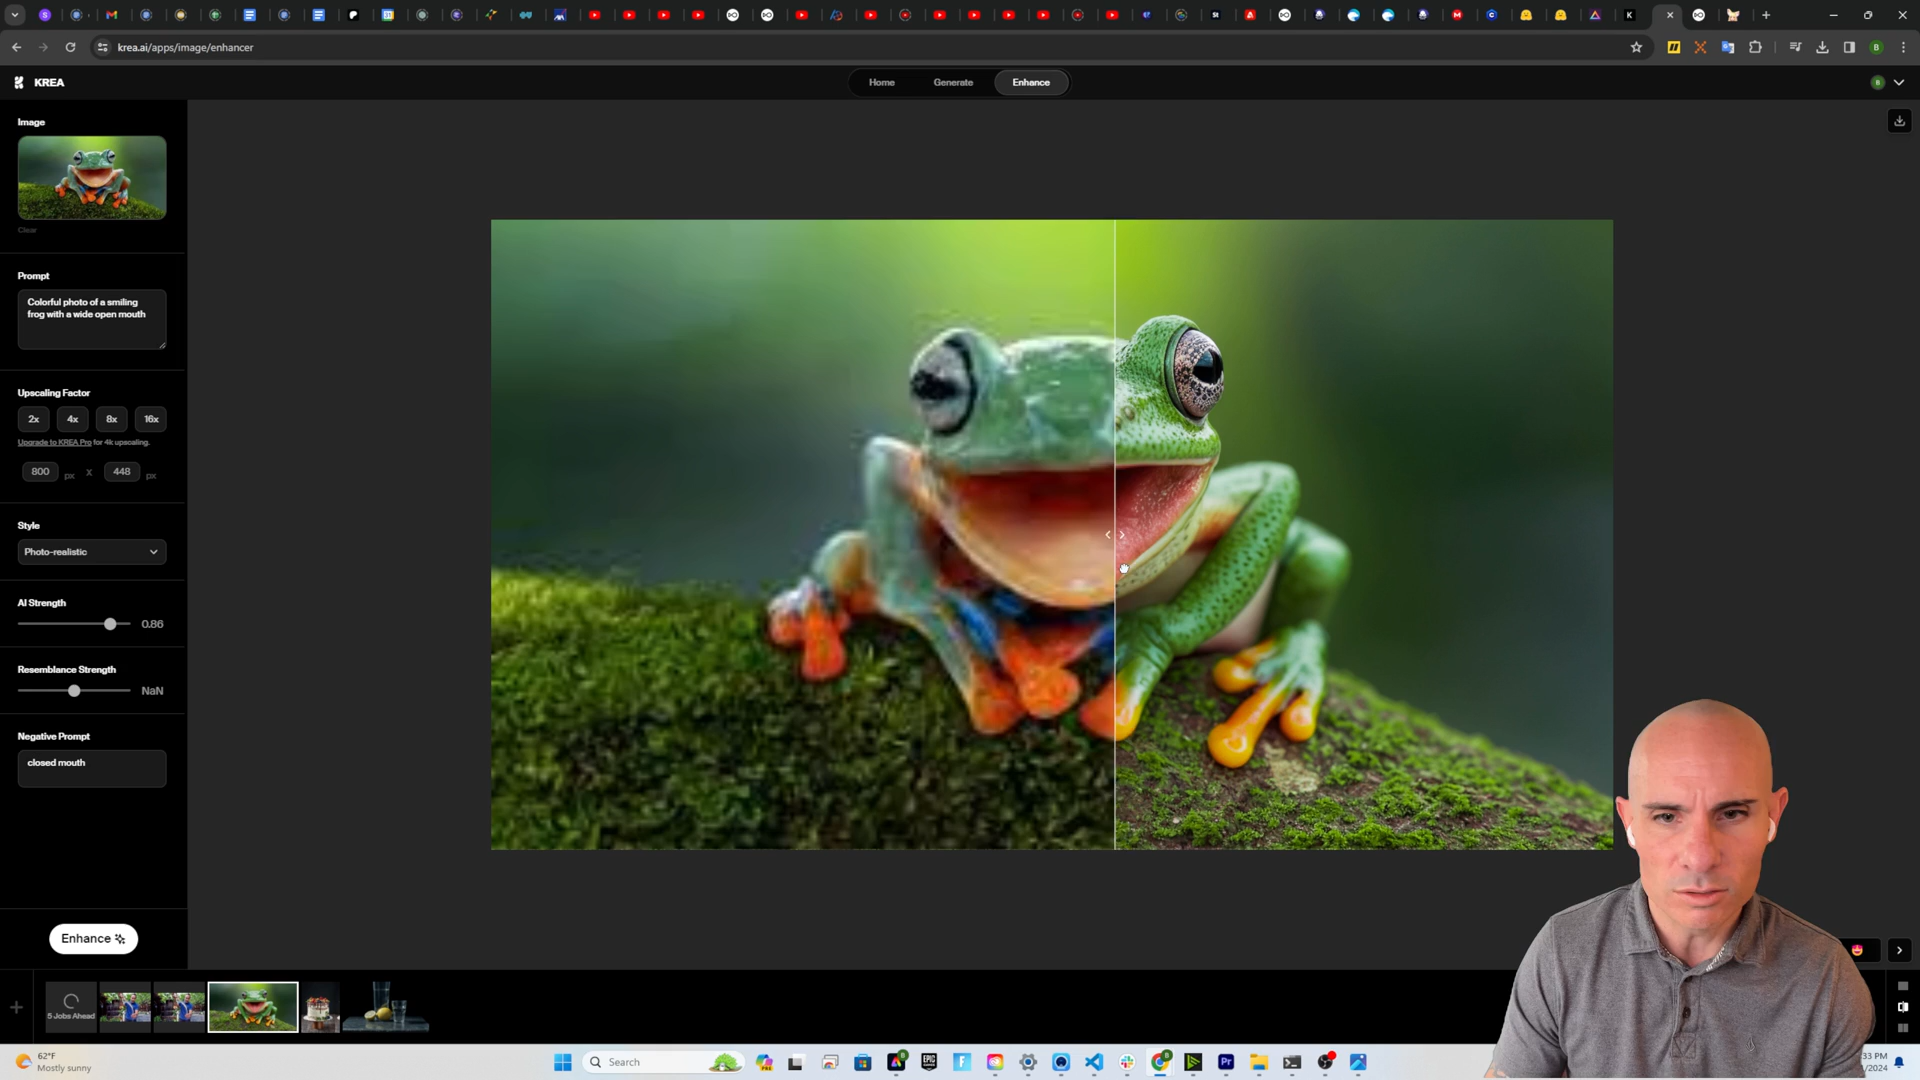 krea.ai/apps/image/enhancer
KREA
Home
Generate
Enhance
Image
Clear
Prompt
Colorful photo of a smiling
frog with a wide open mouth
Upscaling Factor
2x
4x
8x
16x
Upgrade to KREA Pro for 4k upscaling.
800 px x 448 px
Style
Photo-realistic
AI Strength
0.86
Resemblance Strength
NaN
Negative Prompt
closed mouth
Enhance
5 Jobs Ahead
62°F
Mostly sunny
Search
:33 PM
/2024